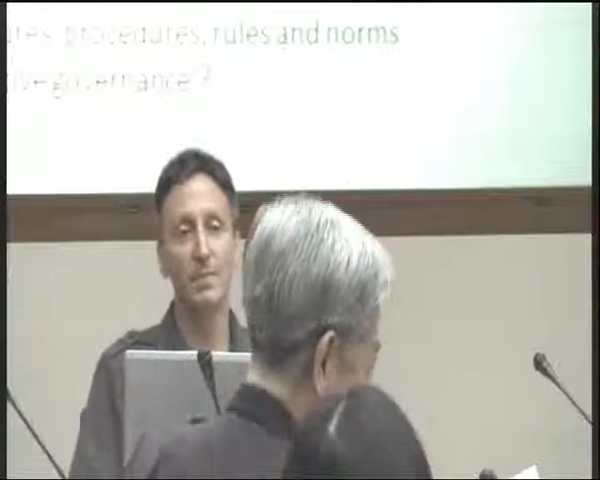 procedures, rules and norms
governance ?